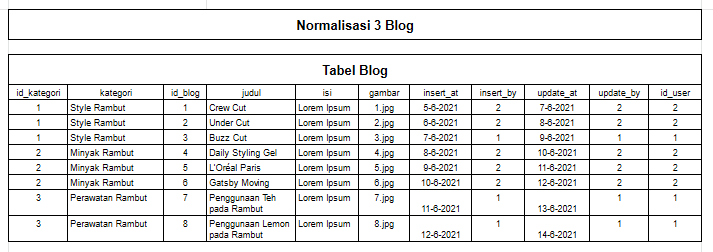 Normalisasi 3 Blog
Tabel Blog
id_kategori kategori id_blog judul isi gambar insert_at insert_by update_at update_by id_user
1 Style Rambut 1 Crew Cut Lorem Ipsum 1.jpg 5-6-2021 2 7-6-2021 2 2
1 Style Rambut 2 Under Cut Lorem Ipsum 2.jpg 6-6-2021 2 8-6-2021 2 2
1 Style Rambut 3 Buzz Cut Lorem Ipsum 3.jpg 7-6-2021 1 9-6-2021 1 1
2 Minyak Rambut 4 Daily Styling Gel Lorem Ipsum 4.jpg 8-6-2021 2 10-6-2021 2 2
2 Minyak Rambut 5 L'Oréal Paris Lorem Ipsum 5.jpg 9-6-2021 2 11-6-2021 2 2
2 Minyak Rambut 6 Gatsby Moving Lorem Ipsum 6.jpg 10-6-2021 2 12-6-2021 2 2
3 Perawatan Rambut 7 Penggunaan Teh Lorem Ipsum 7.jpg 1 1 1
pada Rambut 11-6-2021 13-6-2021
3 Perawatan Rambut 8 Penggunaan Lemon Lorem Ipsum 8.jpg 1 1 1
pada Rambut 12-6-2021 14-6-2021